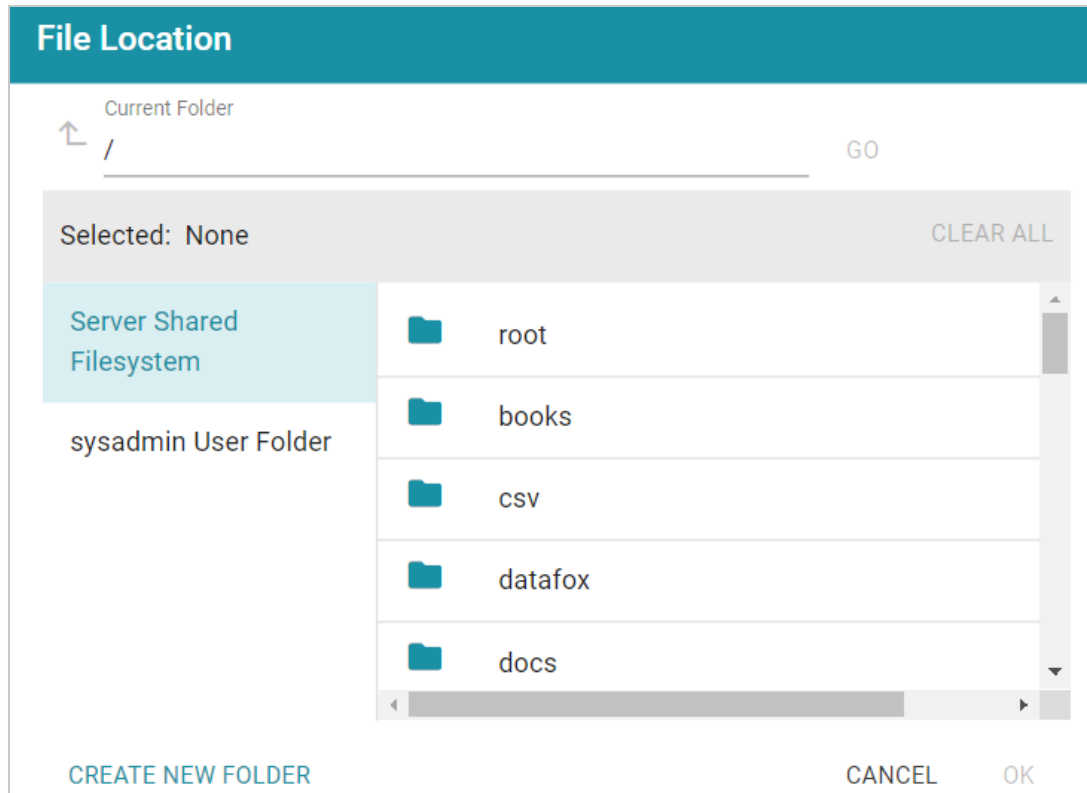 File Location
Current Folder
/
GO
Selected: None
CLEAR ALL
Server Shared
Filesystem
sysadmin User Folder
root
books
csv
datafox
docs
CREATE NEW FOLDER
CANCEL
OK